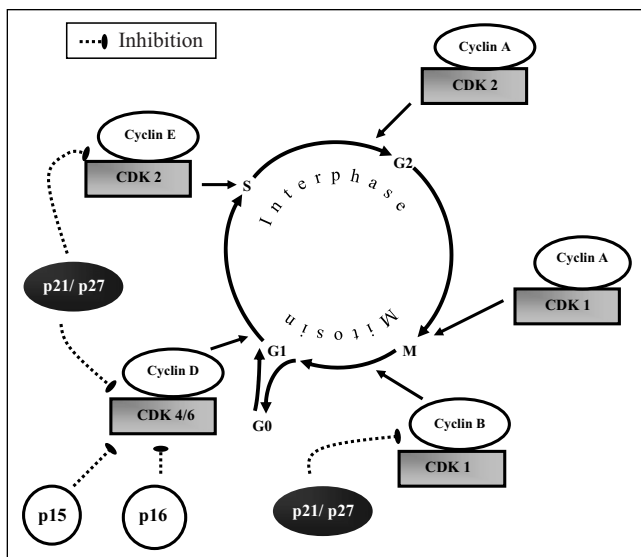 Inhibition
Cyclin A
CDK 2
Cyclin E
CDK 2
S
G2
Interphase
p21/ p27
Cyclin A
CDK 1
Mitosin
G1
M
Cyclin D
CDK 4/6
G0
Cyclin B
CDK 1
p15
p16
p21/ p27